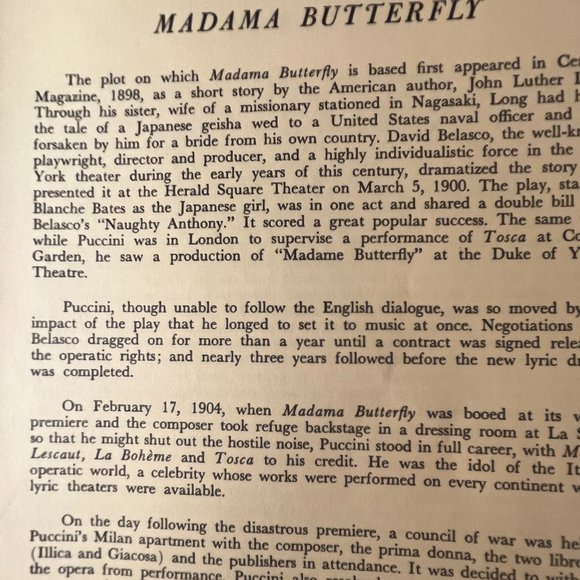 MADAMA BUTTERFLY
The plot on which Madama Butterfly is based first appeared in
Magazine, 1898, as a short story by the American author, John Luther
Through his sister, wife of a missionary stationed in Nagasaki, Long had
the tale of a Japanese geisha wed to a United States naval officer and
forsaken by him for a bride from his own country. David Belasco, the
playwright, director and producer, and a highly individualistic force in the
York theater during the early years of this century, dramatized the story
presented it at the Herald Square Theater on March 5, 1900. The play,
Blanche Bates as the Japanese girl, was in one act and shared a double bill
Belasco's "Naughty Anthony." It scored a great popular success. The same
while Puccini was in London to supervise a performance of Tosca at
Garden, he saw a production of "Madame Butterfly" at the Duke of
Theatre.
Puccini, though unable to follow the English dialogue, was so moved by
impact of the play that he longed to set it to music at once. Negotiations
Belasco dragged on for more than a year until a contract was signed
the operatic rights; and nearly three years followed before the new lyric
was completed.
On February 17, 1904, when Madama Butterfly was booed at its
premiere and the composer took refuge backstage in a dressing room at La
so that he might shut out the hostile noise, Puccini stood in full career, with
Lescaut, La Bohème and Tosca to his credit. He was the idol of the
operatic world, a celebrity whose works were performed on every continent
lyric theaters were available.
On the day following the disastrous premiere, a council of war was
Puccini's Milan apartment with the composer, the prima donna, the two
(Illica and Giacosa) and the publishers in attendance. It was decided to
the opera from performance. Puccini also